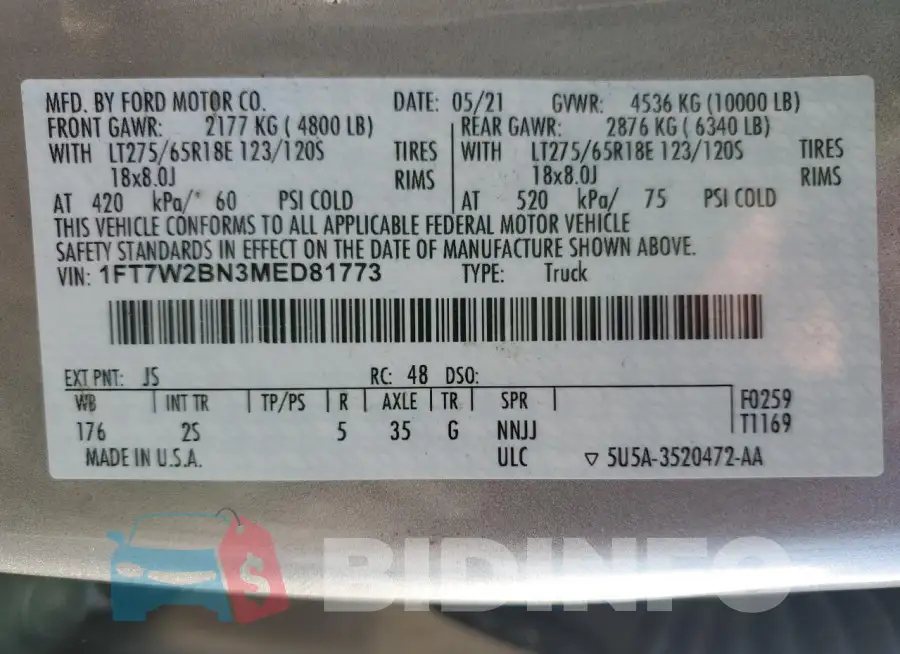 MFD. BY FORD MOTOR CO. DATE: 05/21 GVWR: 4536 KG (10000 LB)
FRONT GAWR: 2177 KG ( 4800 LB) REAR GAWR: 2876 KG ( 6340 LB)
WITH LT275/65R18E 123/120S TIRES WITH LT275/65R18E 123/120S TIRES
18x8.0J RIMS 18x8.0J RIMS
AT 420 kPa/ 60 PSI COLD AT 520 kPa/ 75 PSI COLD
THIS VEHICLE CONFORMS TO ALL APPLICABLE FEDERAL MOTOR VEHICLE
SAFETY STANDARDS IN EFFECT ON THE DATE OF MANUFACTURE SHOWN ABOVE.
VIN: 1FT7W2BN3MED81773 TYPE: Truck
EXT PNT: JS RC: 48 DSO:
WB INT TR TP/PS R AXLE TR SPR F0259
176 2S 5 35 G NNJJ T1169
MADE IN U.S.A. ULC ▽ 5U5A-3520472-AA
$ BIDINFO